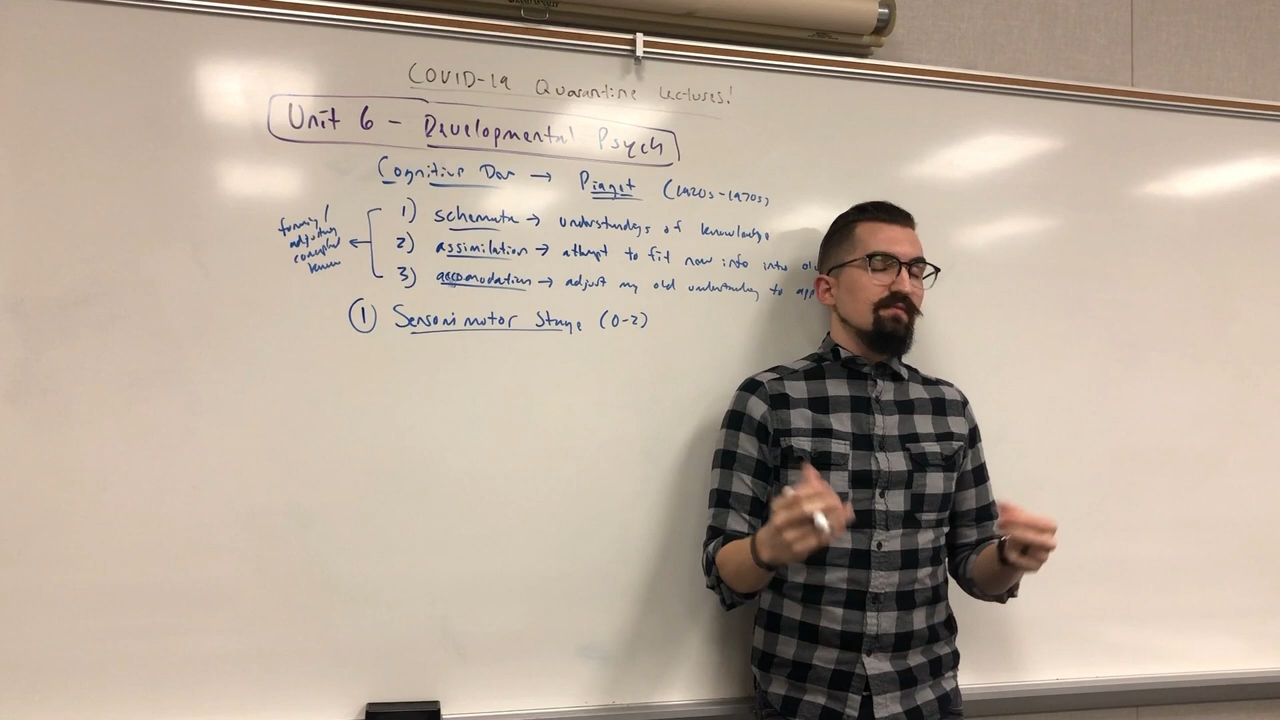 COVID-19 Quarantine Lectures!
Unit 6 - Developmental Psych
Cognitive Dev → Piaget (1920s-1970s)
1) schemata → understandings of knowledge
2) assimilation → attempt to fit new info into old
3) accomodation → adjust my old understanding to app
forming/
adjusting
conceptual
① Sensorimotor Stage (0-2)